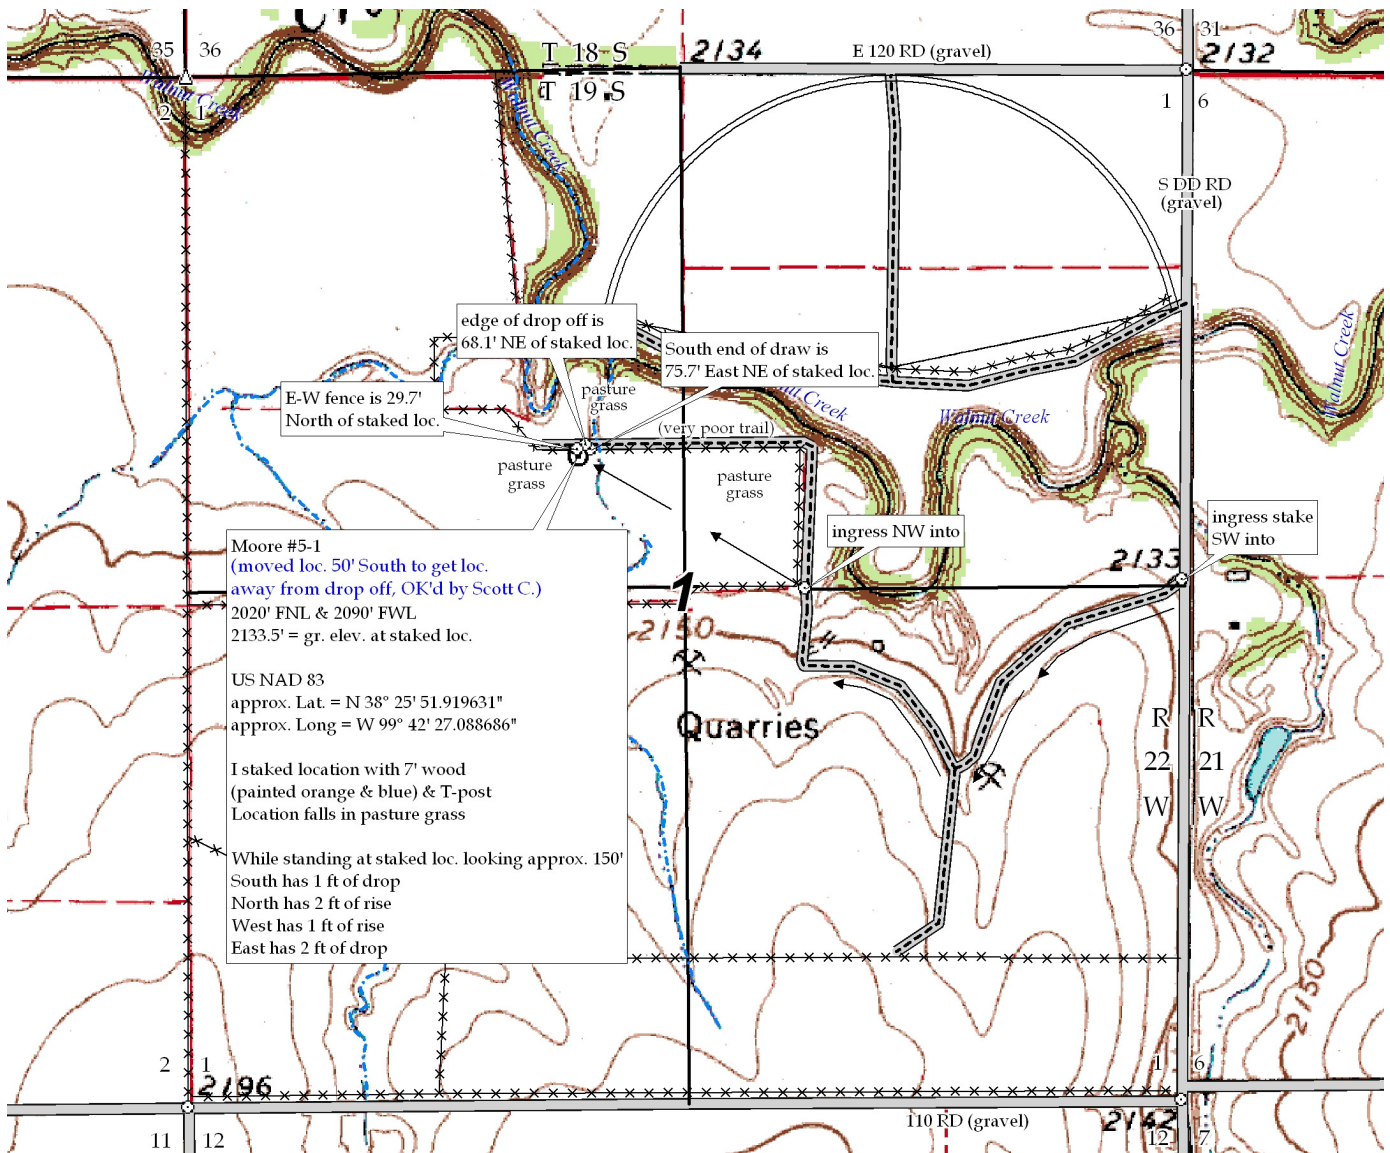 35
36
T 18 S
2134
E 120 RD (gravel)
36
31
2132
Walnut Creek
2
1
T 19 S
Walnut Creek
1
6
S DD RD
(gravel)
edge of drop off is
68.1' NE of staked loc.
South end of draw is
75.7' East NE of staked loc.
Walnut Creek
E-W fence is 29.7'
North of staked loc.
pasture
grass
Creek
Walnut Creek
(very poor trail)
pasture
grass
pasture
grass
ingress NW into
ingress stake
SW into
Moore #5-1
(moved loc. 50' South to get loc.
away from drop off, OK'd by Scott C.)
2020' FNL & 2090' FWL
2133.5' = gr. elev. at staked loc.
US NAD 83
approx. Lat. = N 38° 25' 51.919631"
approx. Long = W 99° 42' 27.088686"
I staked location with 7' wood
(painted orange & blue) & T-post
Location falls in pasture grass
While standing at staked loc. looking approx. 150'
South has 1 ft of drop
North has 2 ft of rise
West has 1 ft of rise
East has 2 ft of drop
2133
1
2150
Quarries
R
22
W
R
21
W
2150
2
1
2196
1
6
110 RD (gravel)
2142
11
12
12
7